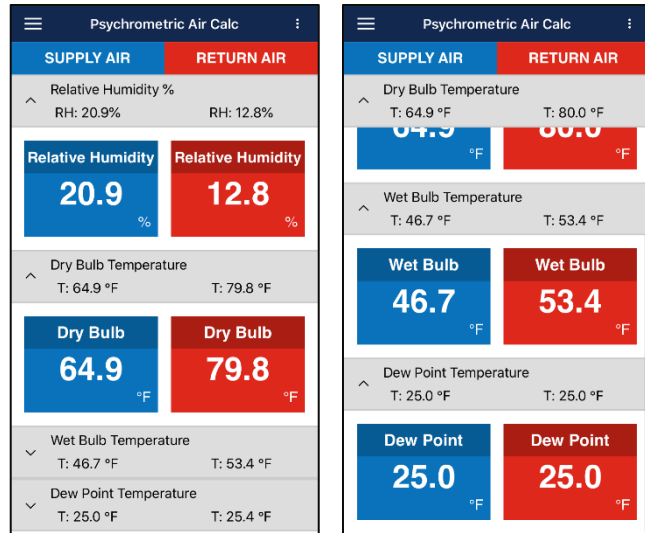 Psychrometric Air Calc
SUPPLY AIR RETURN AIR
Relative Humidity %
RH: 20.9% RH: 12.8%
Relative Humidity Relative Humidity
20.9 12.8
% %
Dry Bulb Temperature
T: 64.9 °F T: 79.8 °F
Dry Bulb Dry Bulb
64.9 79.8
°F °F
Wet Bulb Temperature
T: 46.7 °F T: 53.4 °F
Dew Point Temperature
T: 25.0 °F T: 25.4 °F
Psychrometric Air Calc
SUPPLY AIR RETURN AIR
Dry Bulb Temperature
T: 64.9 °F T: 80.0 °F
64.9 80.0
°F °F
Wet Bulb Temperature
T: 46.7 °F T: 53.4 °F
Wet Bulb Wet Bulb
46.7 53.4
°F °F
Dew Point Temperature
T: 25.0 °F T: 25.0 °F
Dew Point Dew Point
25.0 25.0
°F °F